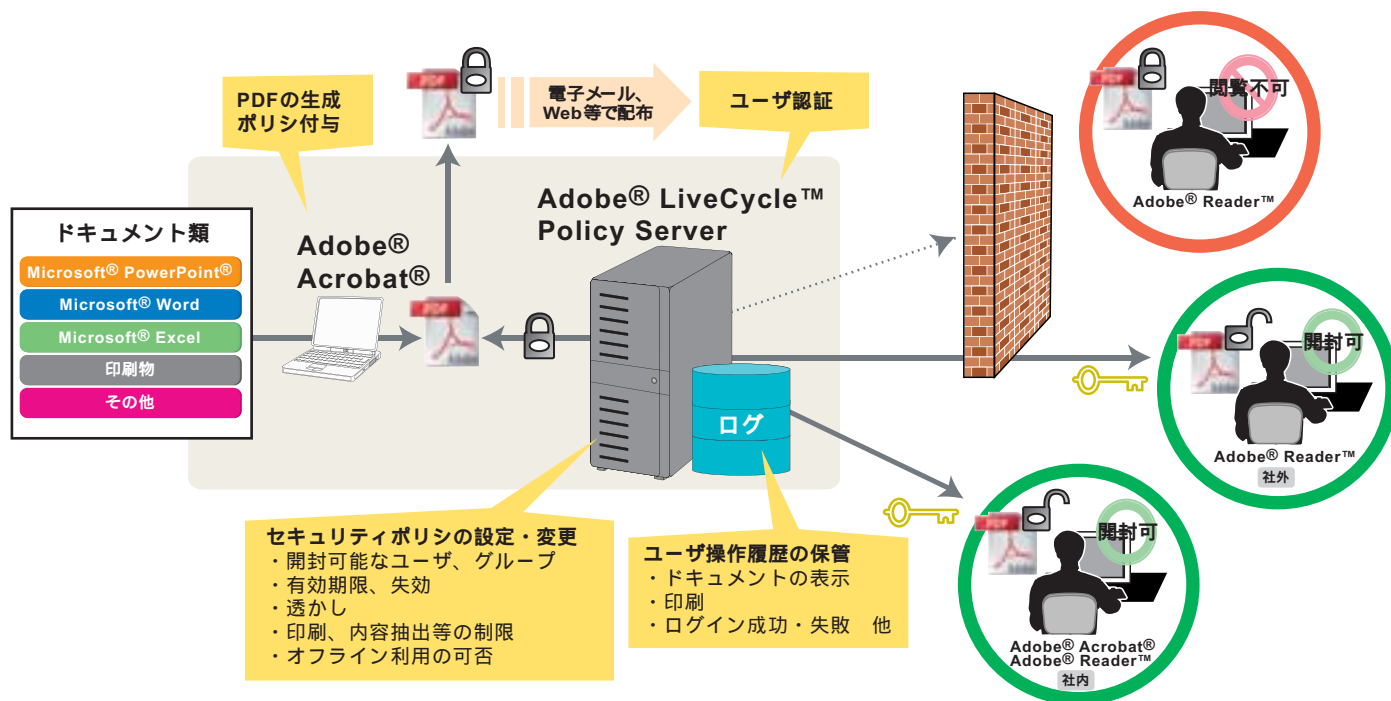 PDFの生成
ポリシ付与
電子メール、
Web等で配布
ユーザ認証
ドキュメント類
Microsoft® PowerPoint®
Microsoft® Word
Microsoft® Excel
印刷物
その他
Adobe®
Acrobat®
PDF
PDF
Adobe® LiveCycle™
Policy Server
ログ
セキュリティポリシの設定・変更
・開封可能なユーザ、グループ
・有効期限、失効
・透かし
・印刷、内容抽出等の制限
・オフライン利用の可否
ユーザ操作履歴の保管
・ドキュメントの表示
・印刷
・ログイン成功・失敗 他
PDF
閲覧不可
Adobe® Reader™
PDF
開封可
Adobe® Reader™
社外
PDF
開封可
Adobe® Acrobat®
Adobe® Reader™
社内